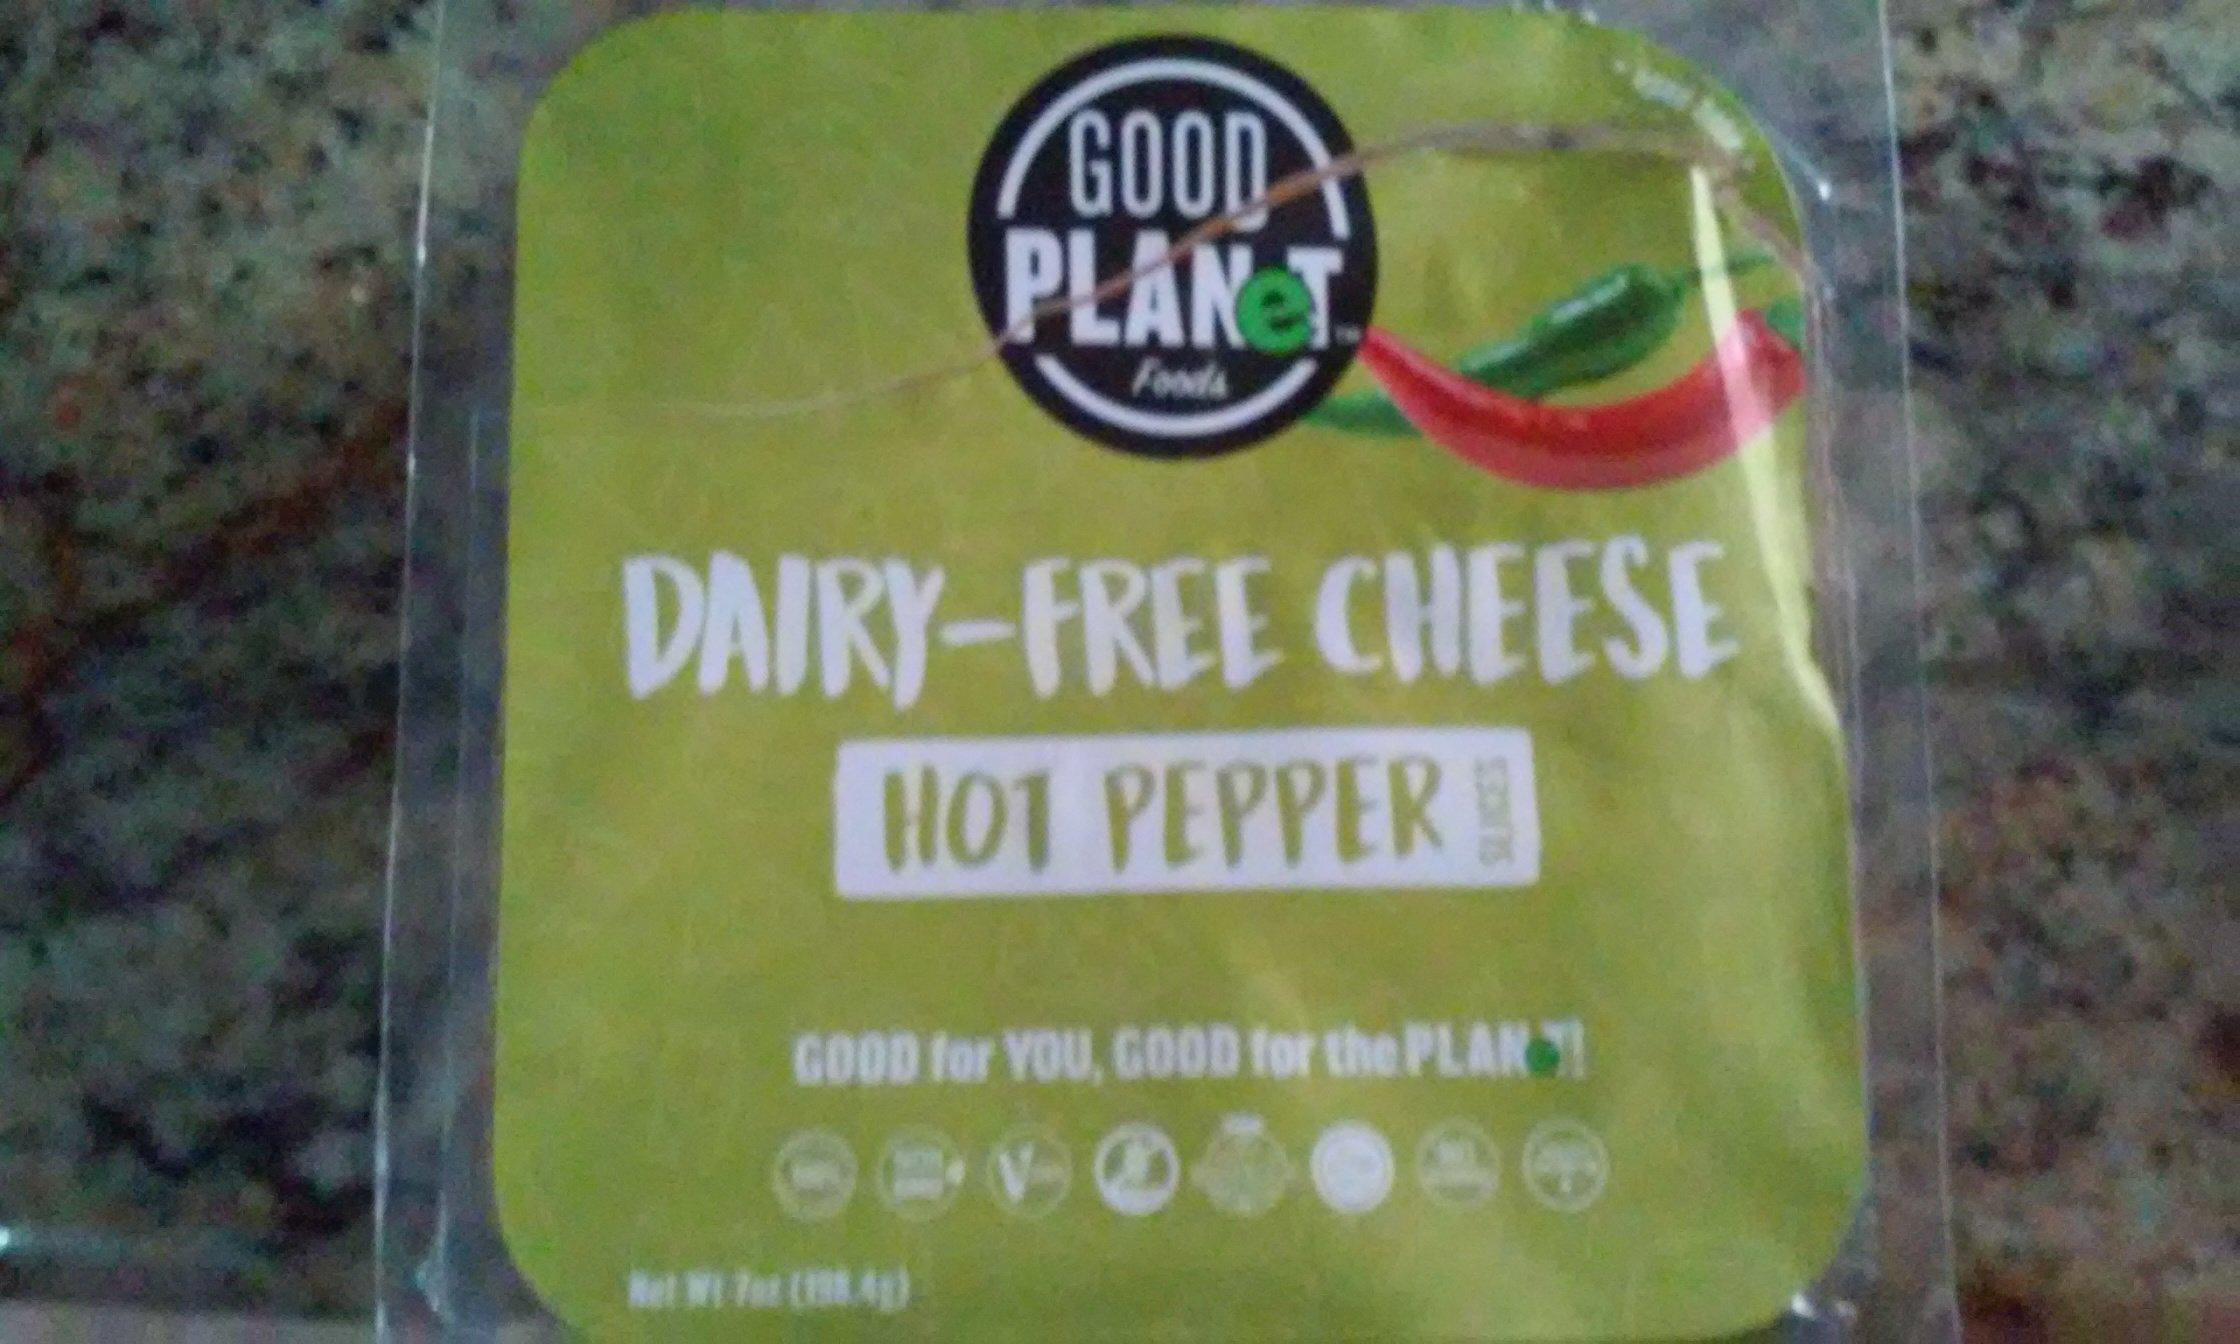 GOOD
PLANeT
Foods
DAIRY-FREE CHEESE
HOT PEPPER
SLICES
GOOD for YOU, GOOD for the PLANeT!
Net Wt 7oz (198.4g)